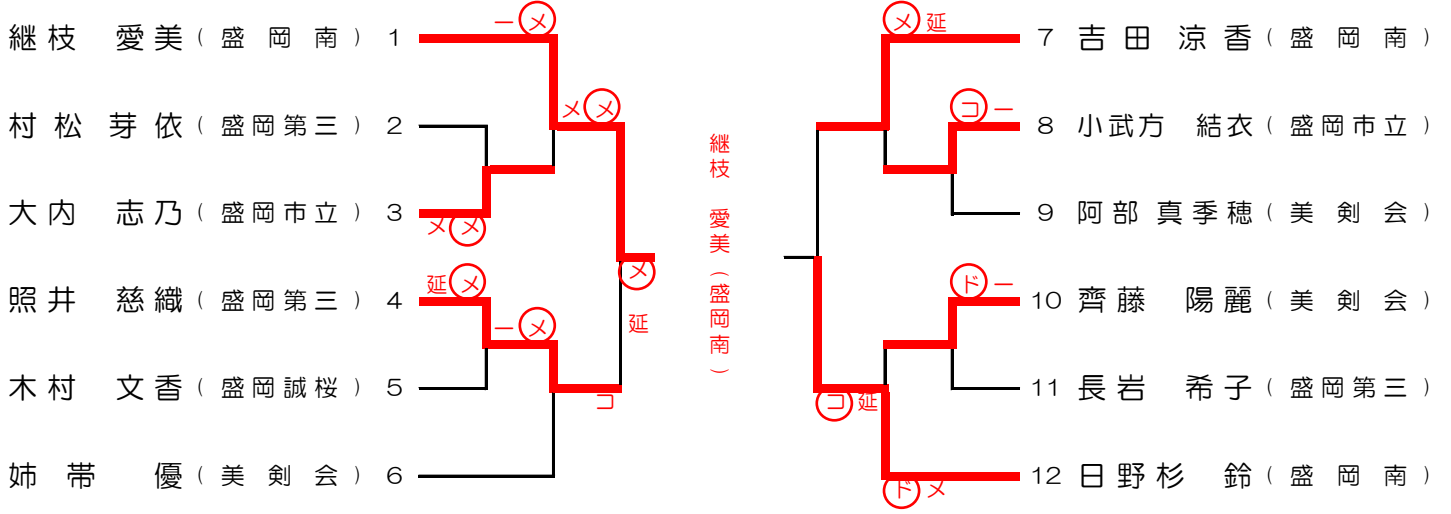 継枝 愛美（盛岡南）1
村松 芽依（盛岡第三）2
大内 志乃（盛岡市立）3
照井 慈織（盛岡第三）4
木村 文香（盛岡誠桜）5
姉帯 優（美剣会）6
一メ
メメ
メメ
延メ
一メ
コ
メ
延
継枝 愛美（盛岡南）
メ延
コ一
ド一
コ延
ドメ
7 吉田 涼香（盛岡南）
8 小武方 結衣（盛岡市立）
9 阿部 真季穂（美剣会）
10 齊藤 陽麗（美剣会）
11 長岩 希子（盛岡第三）
12 日野杉 鈴（盛岡南）